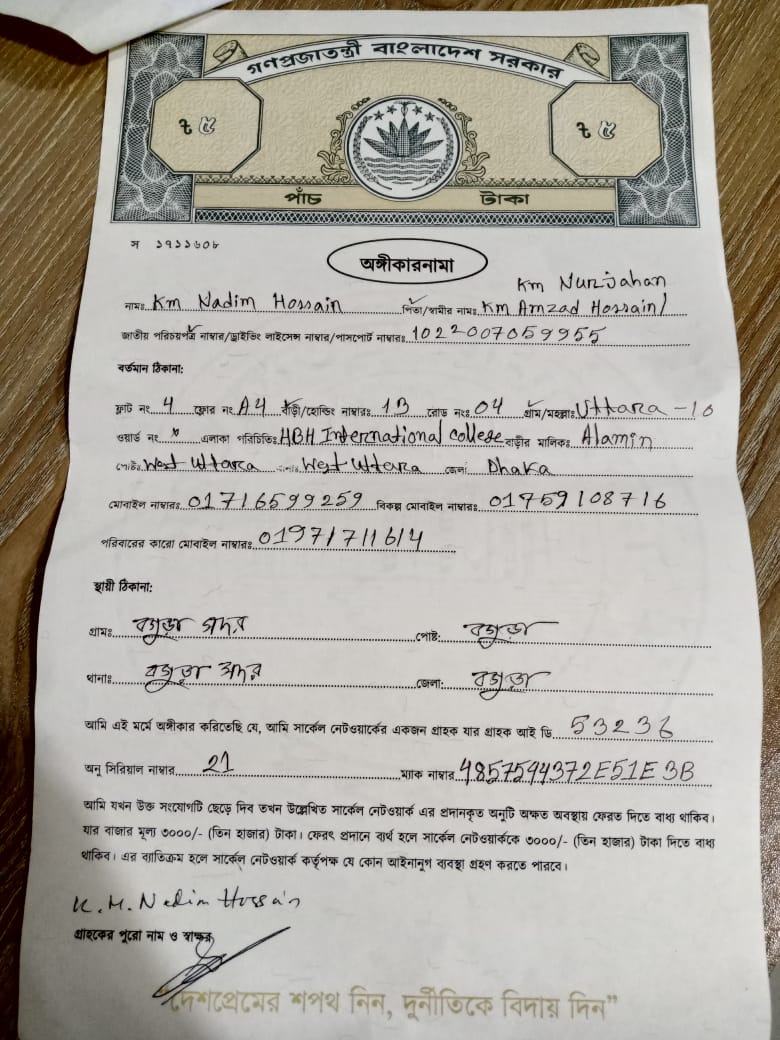 গণপ্রজাতন্ত্রী বাংলাদেশ সরকার
৳ ৫ ৳ ৫
পাঁচ টাকা
স ১৭১১৬০৮
অঙ্গীকারনামা
Km Nurjahan
নামঃ Km Nadim Hossain পিতা/স্বামীর নামঃ Km Amzad Hossain/
জাতীয় পরিচয়পত্র নাম্বার/ড্রাইভিং লাইসেন্স নাম্বার/পাসপোর্ট নাম্বারঃ 1022007059955
বর্তমান ঠিকানা:
ফ্লাট নং 4 ফ্লোর নং A4 বাড়ী/হোল্ডিং নাম্বারঃ 13 রোড নংঃ 04 গ্রাম/মহল্লাঃ Uttara -10
ওয়ার্ড নং এলাকা পরিচিতিঃ HBH International College বাড়ীর মালিকঃ Alamin
পোষ্টঃ West Uttara থানাঃ West Uttara জেলা: Dhaka
মোবাইল নাম্বারঃ 01716599259 বিকল্প মোবাইল নাম্বারঃ 01759108716
পরিবারের কারো মোবাইল নাম্বারঃ 01971711614
স্থায়ী ঠিকানা:
গ্রামঃ বগুড়া সদর পোষ্ট: বগুড়া
থানাঃ বগুড়া সদর জেলা: বগুড়া
আমি এই মর্মে অঙ্গীকার করিতেছি যে, আমি সার্কেল নেটওয়ার্কের একজন গ্রাহক যার গ্রাহক আই ডি 53236
অনু সিরিয়াল নাম্বার 21 ম্যাক নাম্বার 4857544372E51E3B
আমি যখন উক্ত সংযোগটি ছেড়ে দিব তখন উল্লেখিত সার্কেল নেটওয়ার্ক এর প্রদানকৃত অনুটি অক্ষত অবস্থায় ফেরত দিতে বাধ্য থাকিব।
যার বাজার মূল্য ৩০০০/- (তিন হাজার) টাকা। ফেরৎ প্রদানে ব্যর্থ হলে সার্কেল নেটওয়ার্ককে ৩০০০/- (তিন হাজার) টাকা দিতে বাধ্য
থাকিব। এর ব্যতিক্রম হলে সার্কেল নেটওয়ার্ক কর্তৃপক্ষ যে কোন আইনানুগ ব্যবস্থা গ্রহণ করতে পারবে।
K. M. Nadim Hossain
গ্রাহকের পুরো নাম ও স্বাক্ষর
"দেশপ্রেমের শপথ নিন, দুর্নীতিকে বিদায় দিন"